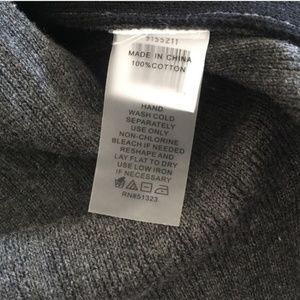 MADE IN CHINA
100%COTTON
HAND
WASH COLD
SEPARATELY
USE ONLY
NON-CHLORINE
BLEACH IF NEEDED
RESHAPE AND
LAY FLAT TO DRY
USE LOW IRON
IF NECESSARY
RN#51323